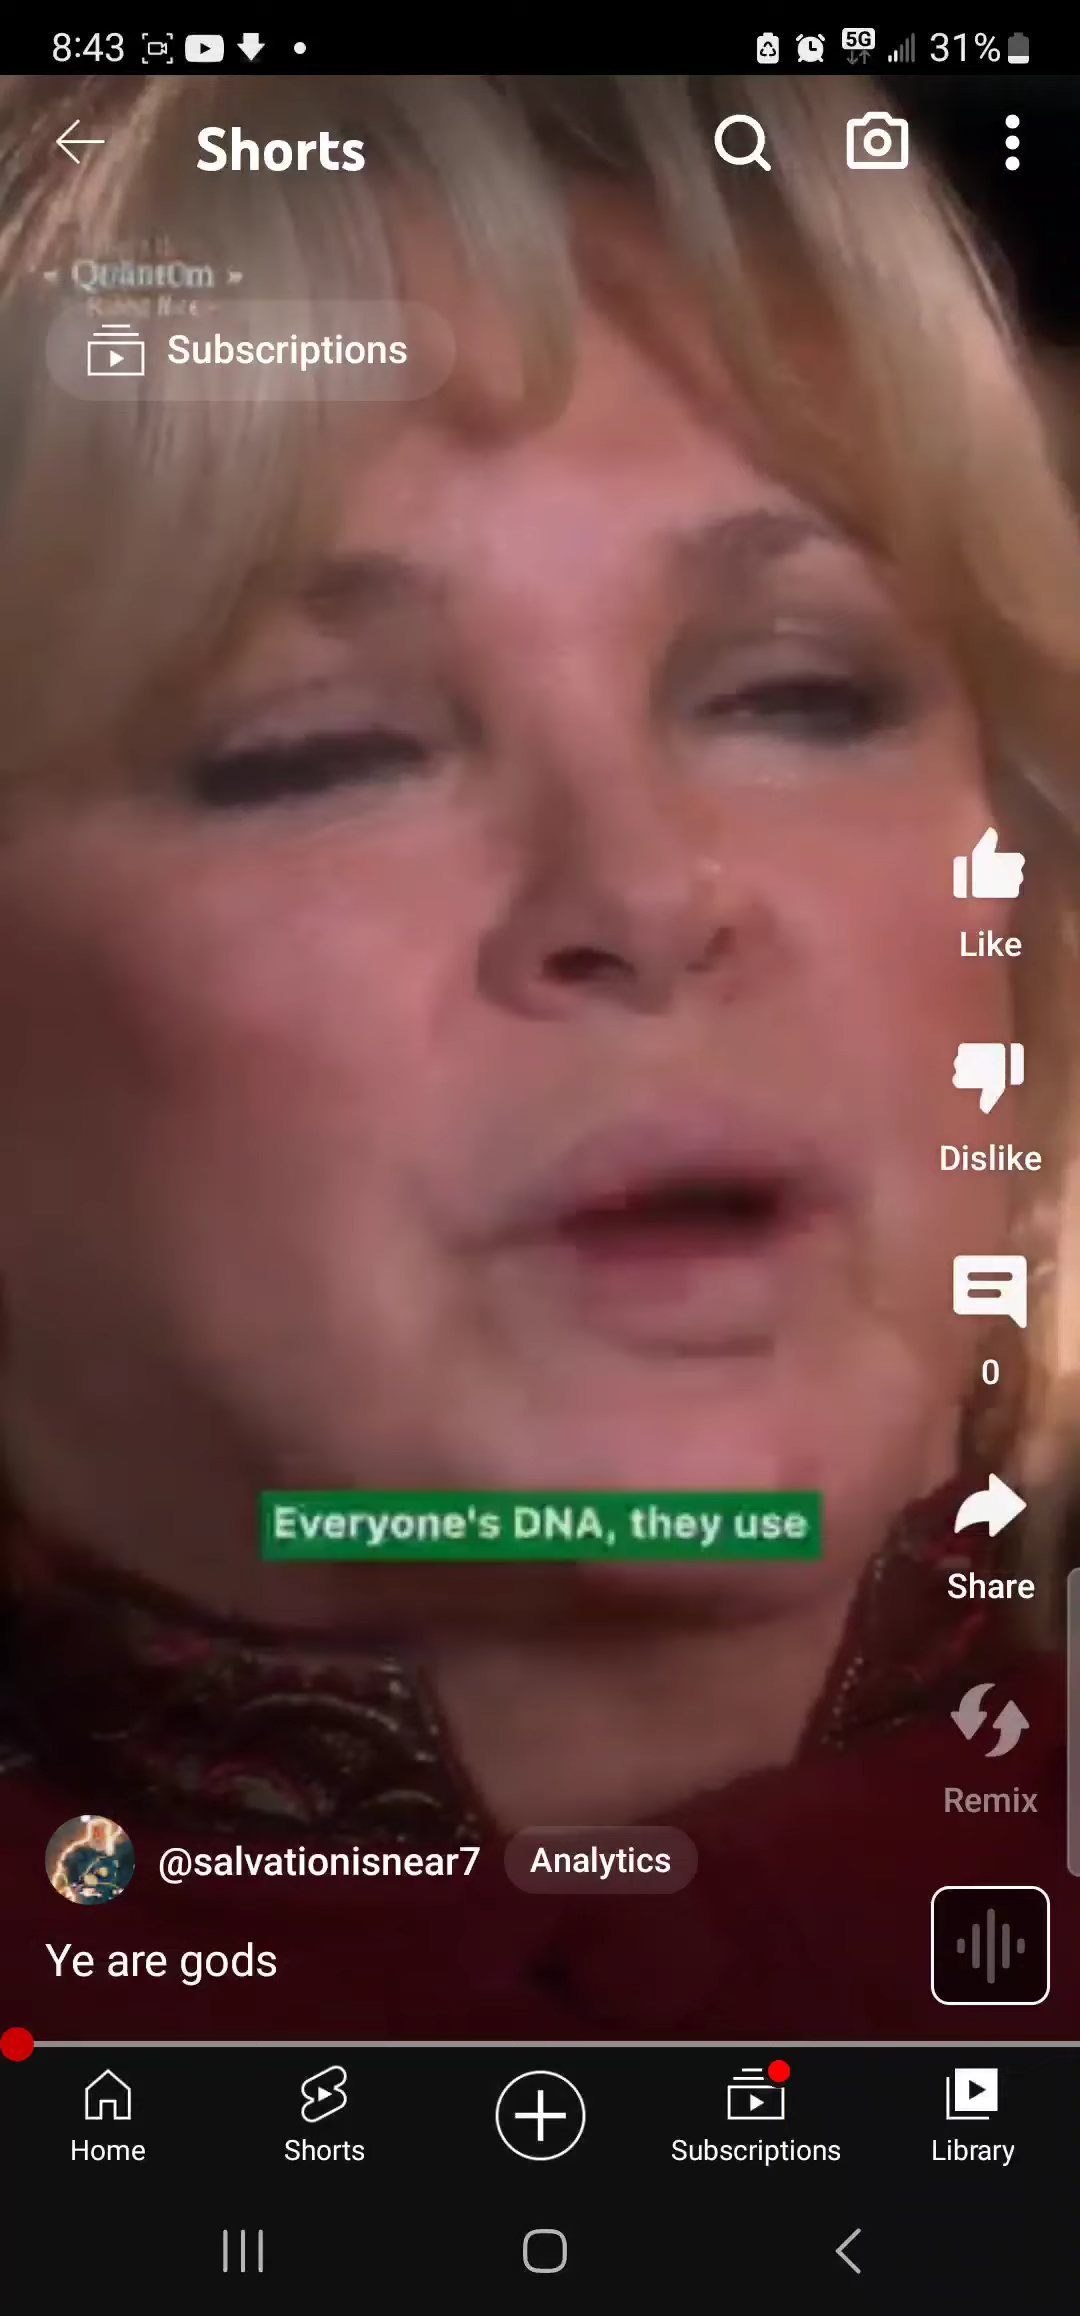 8:43
5G
31%
Shorts
Subscriptions
Like
Dislike
0
Everyone's DNA, they use
Share
Remix
@salvationisnear7 Analytics
Ye are gods
Home
Shorts
Subscriptions
Library